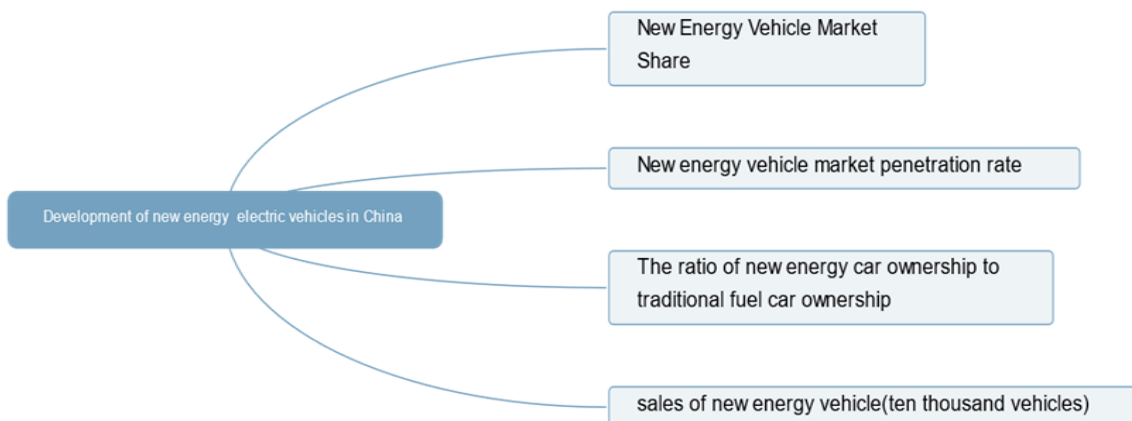 New Energy Vehicle Market
Share
New energy vehicle market penetration rate
Development of new energy electric vehicles in China
The ratio of new energy car ownership to
traditional fuel car ownership
sales of new energy vehicle(ten thousand vehicles)